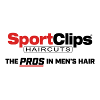 SportClips
HAIRCUTS
THE PROS IN MEN'S HAIR